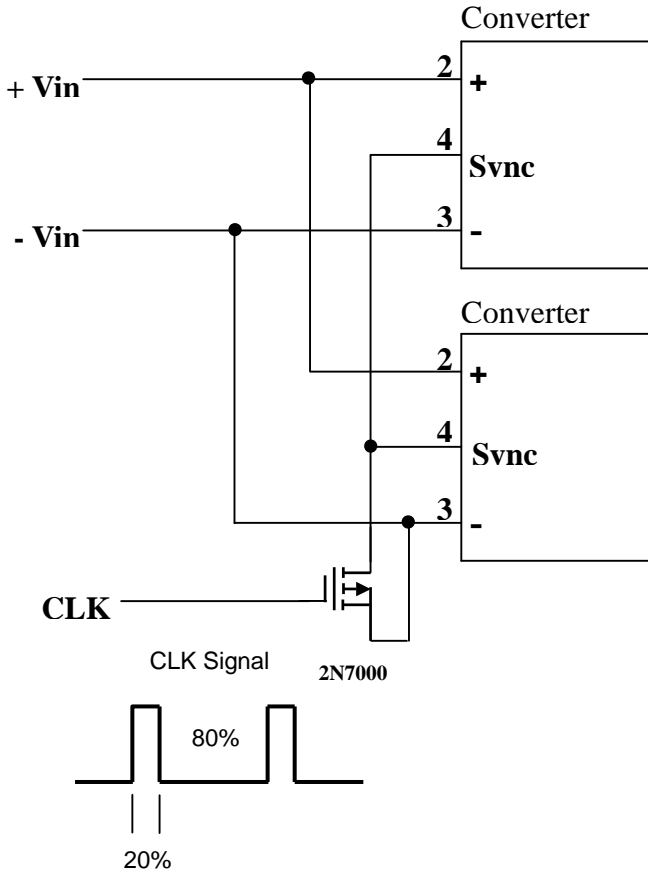 Converter
2
+ Vin
+
4
Svnc
3
- Vin
-
Converter
2
+
4
Svnc
3
-
CLK
CLK Signal
2N7000
80%
20%